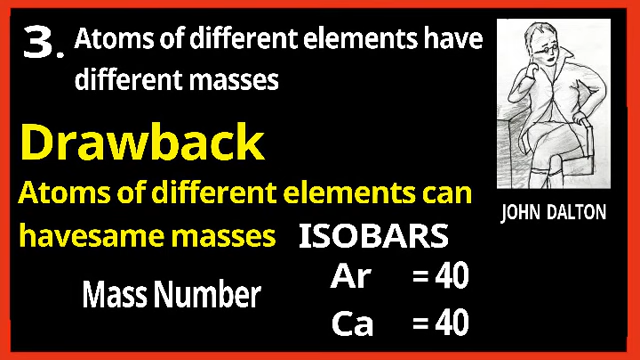 3. Atoms of different elements have
different masses
Drawback
Atoms of different elements can
havesame masses ISOBARS
Mass Number
Ar = 40
Ca = 40
JOHN DALTON